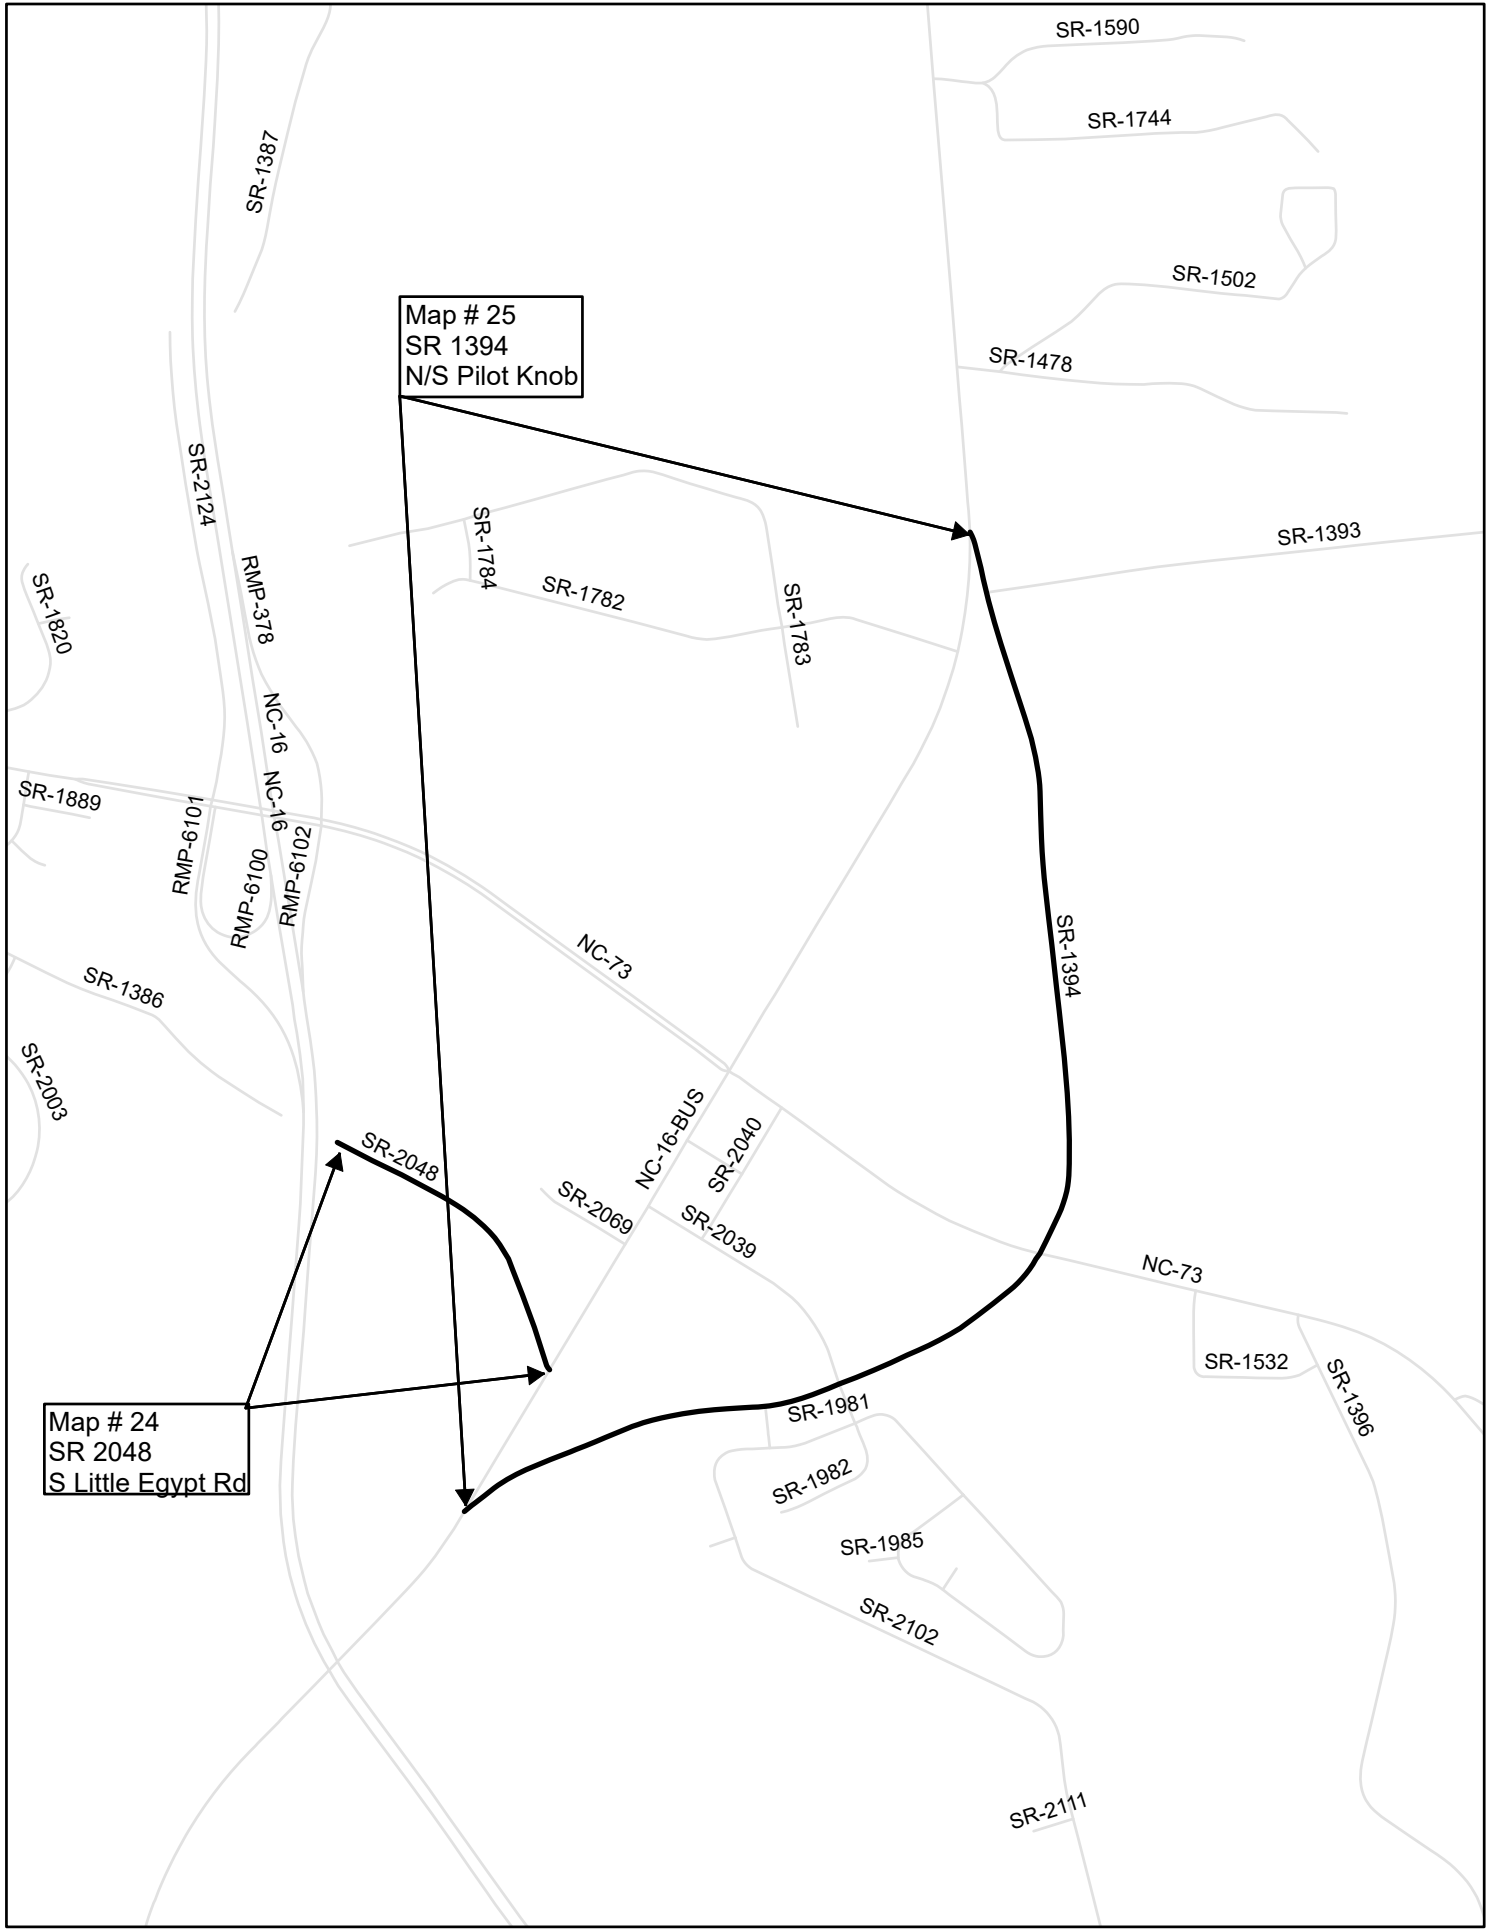 SR-1590
SR-1744
SR-1387
SR-1502
Map # 25
SR 1394
N/S Pilot Knob
SR-1478
SR-2124
SR-1784
SR-1393
RMP-378
SR-1820
SR-1782
SR-1783
NC-16
NC-16
SR-1889
RMP-6101
RMP-6100
RMP-6102
SR-1394
NC-73
SR-1386
SR-2003
NC-16-BUS
SR-2040
SR-2048
SR-2069
SR-2039
NC-73
SR-1532
SR-1396
Map # 24
SR 2048
S Little Egypt Rd
SR-1981
SR-1982
SR-1985
SR-2102
SR-2111